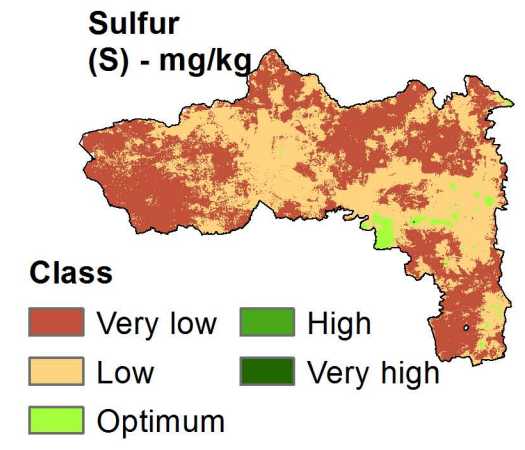 Sulfur
(S) - mg/kg
Class
Very low
High
Low
Very high
Optimum